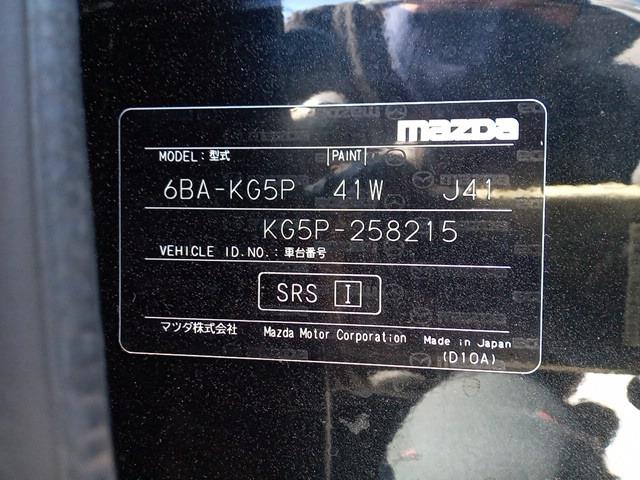 mazda
MODEL：型式 PAINT
6BA-KG5P 41W J41
KG5P-258215
VEHICLE ID.NO.：車台番号
SRS I
マツダ株式会社 Mazda Motor Corporation Made in Japan
(D10A)